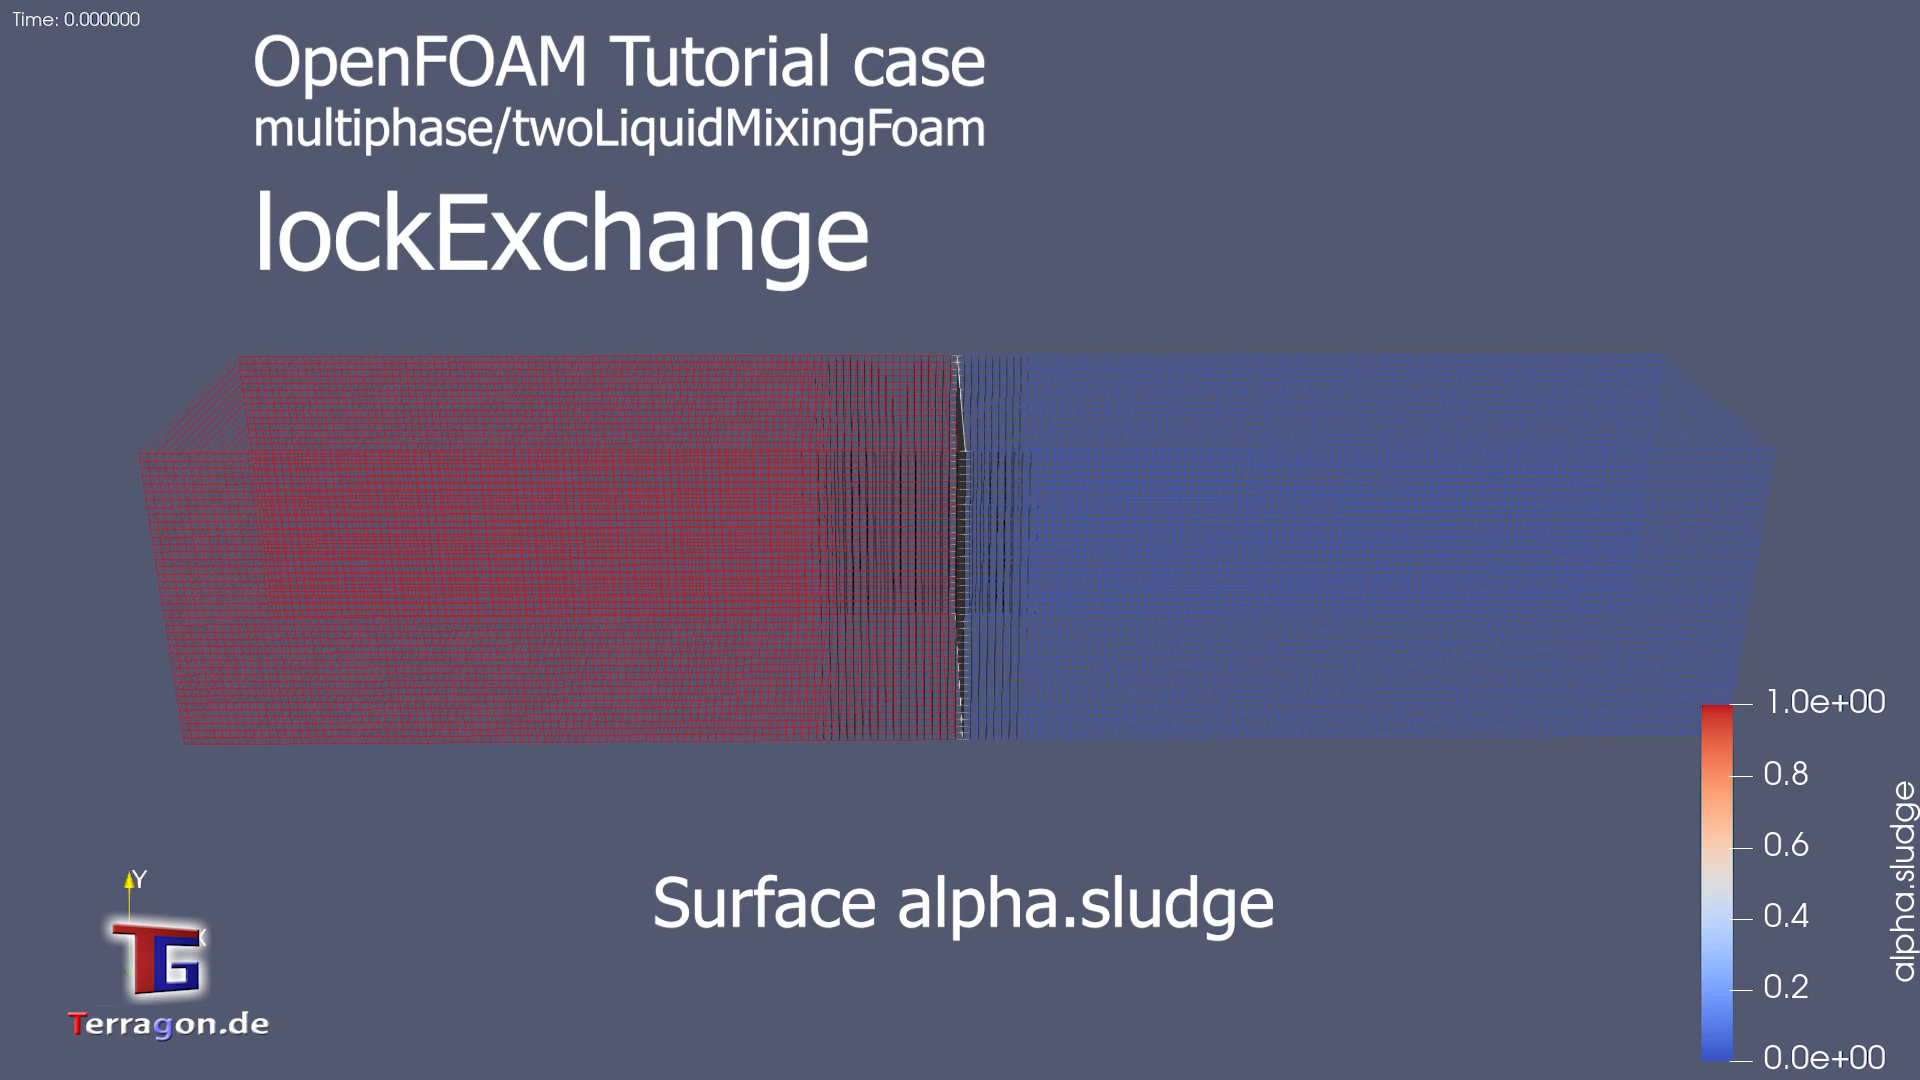 Time: 0.000000
OpenFOAM Tutorial case
multiphase/twoLiquidMixingFoam
lockExchange
1.0e+00
0.8
0.6
0.4
0.2
0.0e+00
alpha.sludge
Surface alpha.sludge
Y
X
TG
Terragon.de